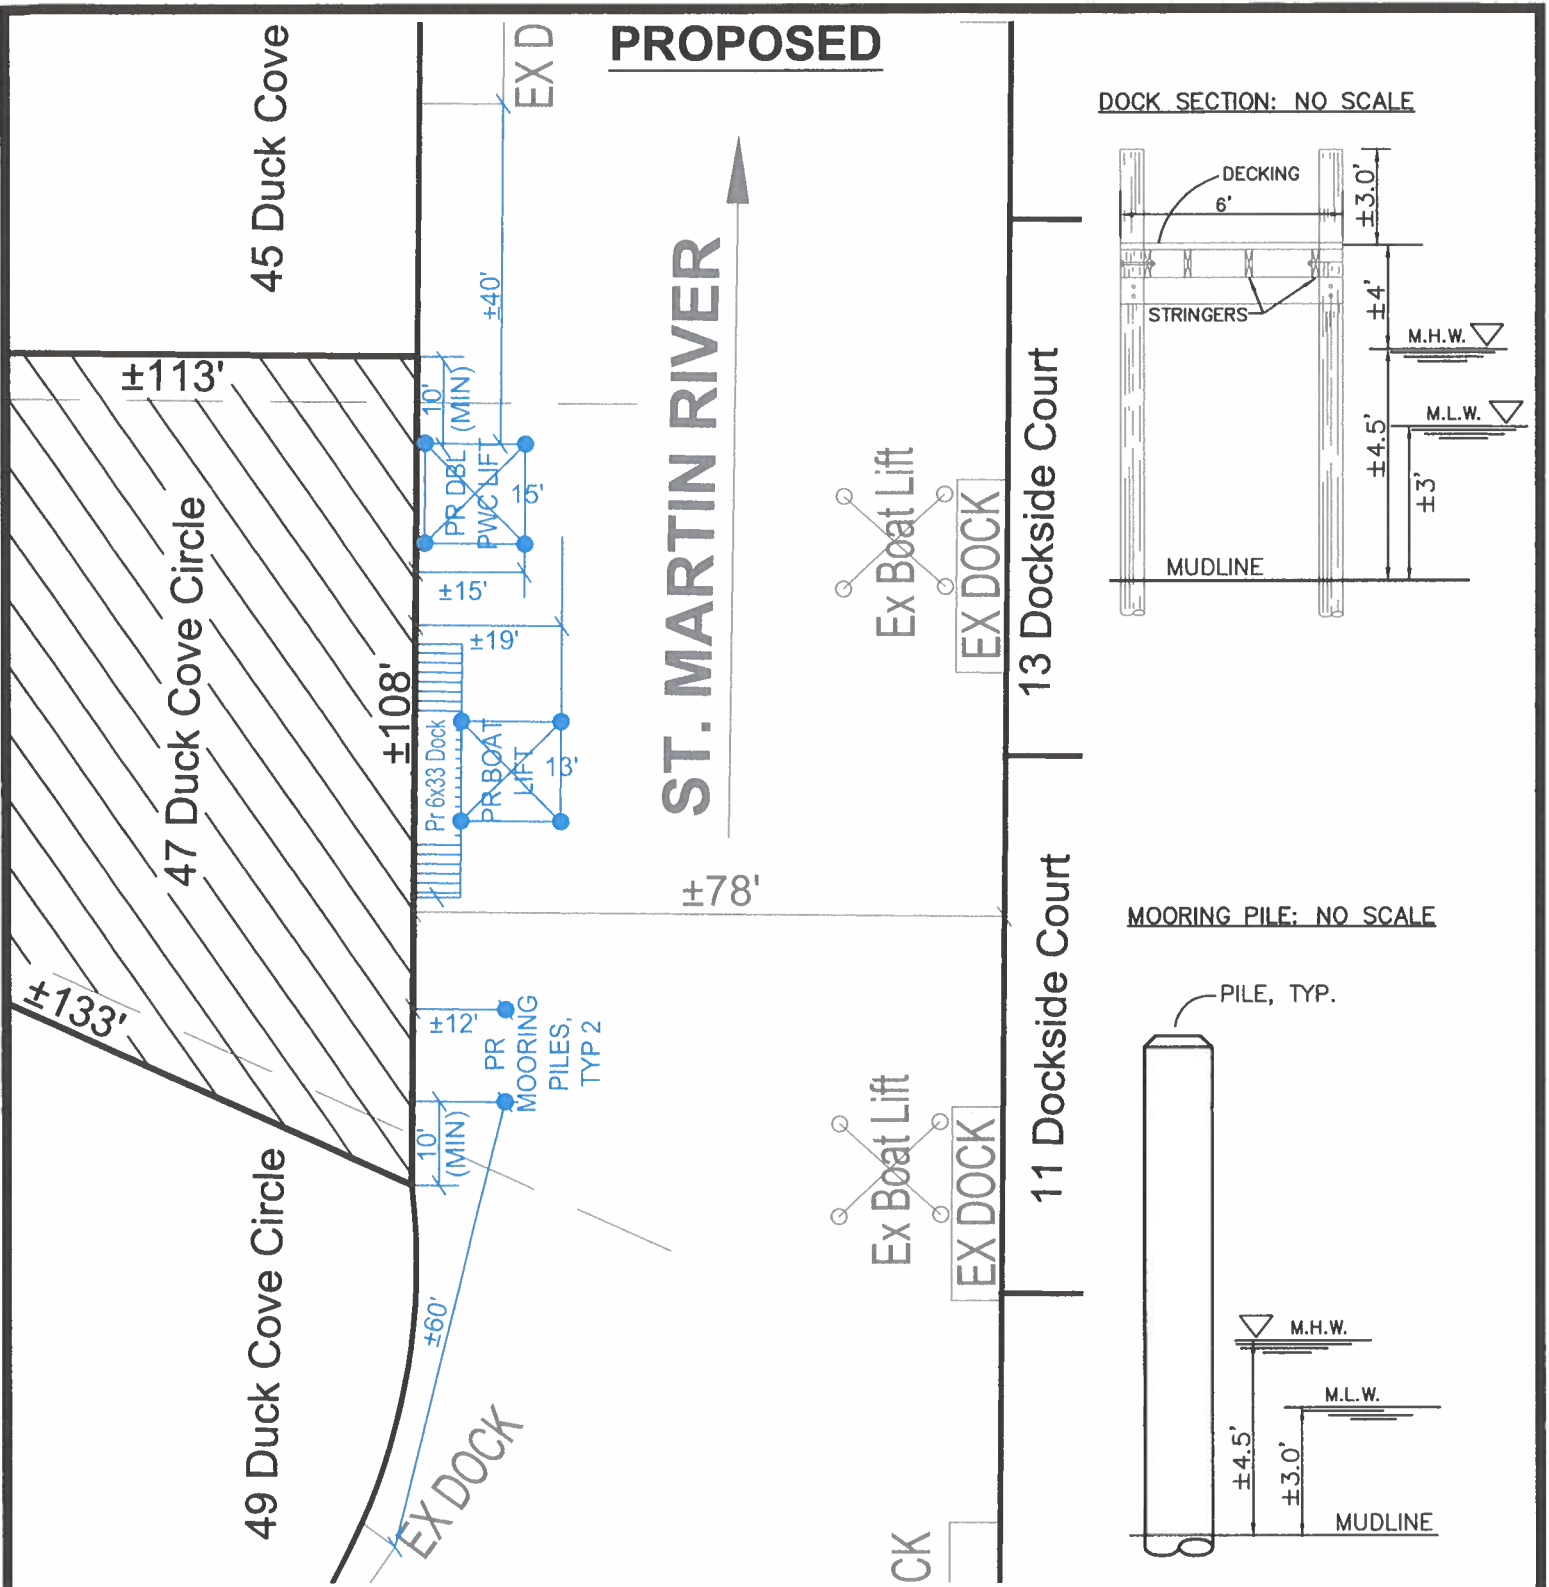 PROPOSED
45 Duck Cove
EX D
±40'
±113'
10'
(MIN)
PR DBL
PWC LIFT
15'
±15'
47 Duck Cove Circle
±108'
±19'
Pr 6x33 Dock
PR BOAT
LIFT
13'
ST. MARTIN RIVER
±78'
±133'
±12'
PR
MOORING
PILES,
TYP 2
10'
(MIN)
49 Duck Cove Circle
±60'
EX DOCK
Ex Boat Lift
EX DOCK
13 Dockside Court
Ex Boat Lift
EX DOCK
11 Dockside Court
CK
DOCK SECTION: NO SCALE
DECKING
6'
±3.0'
STRINGERS
±4'
M.H.W.
M.L.W.
±4.5'
±3'
MUDLINE
MOORING PILE: NO SCALE
PILE, TYP.
M.H.W.
M.L.W.
±4.5'
±3.0'
MUDLINE